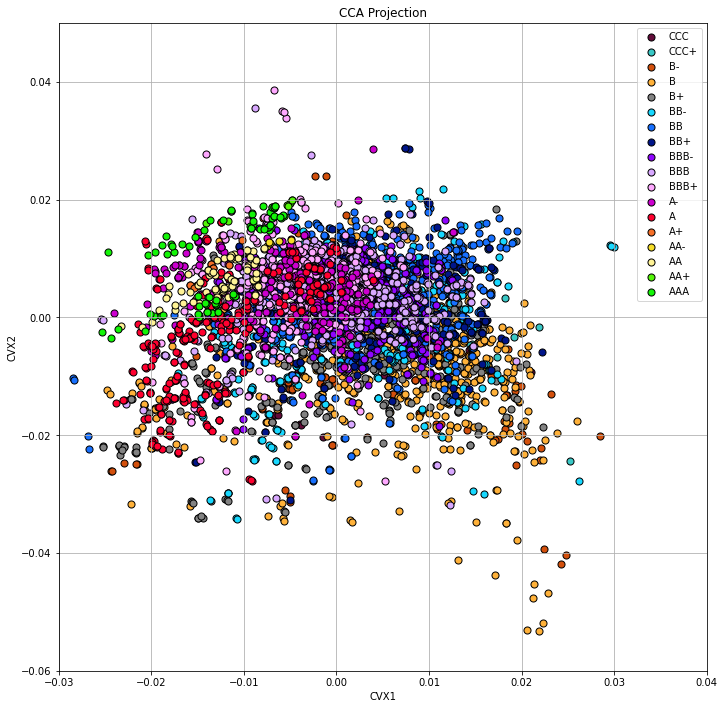 CCA Projection
CCC
CCC+
B-
B
B+
BB-
BB
BB+
BBB-
BBB
BBB+
A-
A
A+
AA-
AA
AA+
AAA
0.04
0.02
0.00
−0.02
−0.04
−0.06
CVX2
−0.03
−0.02
−0.01
0.00
0.01
0.02
0.03
0.04
CVX1